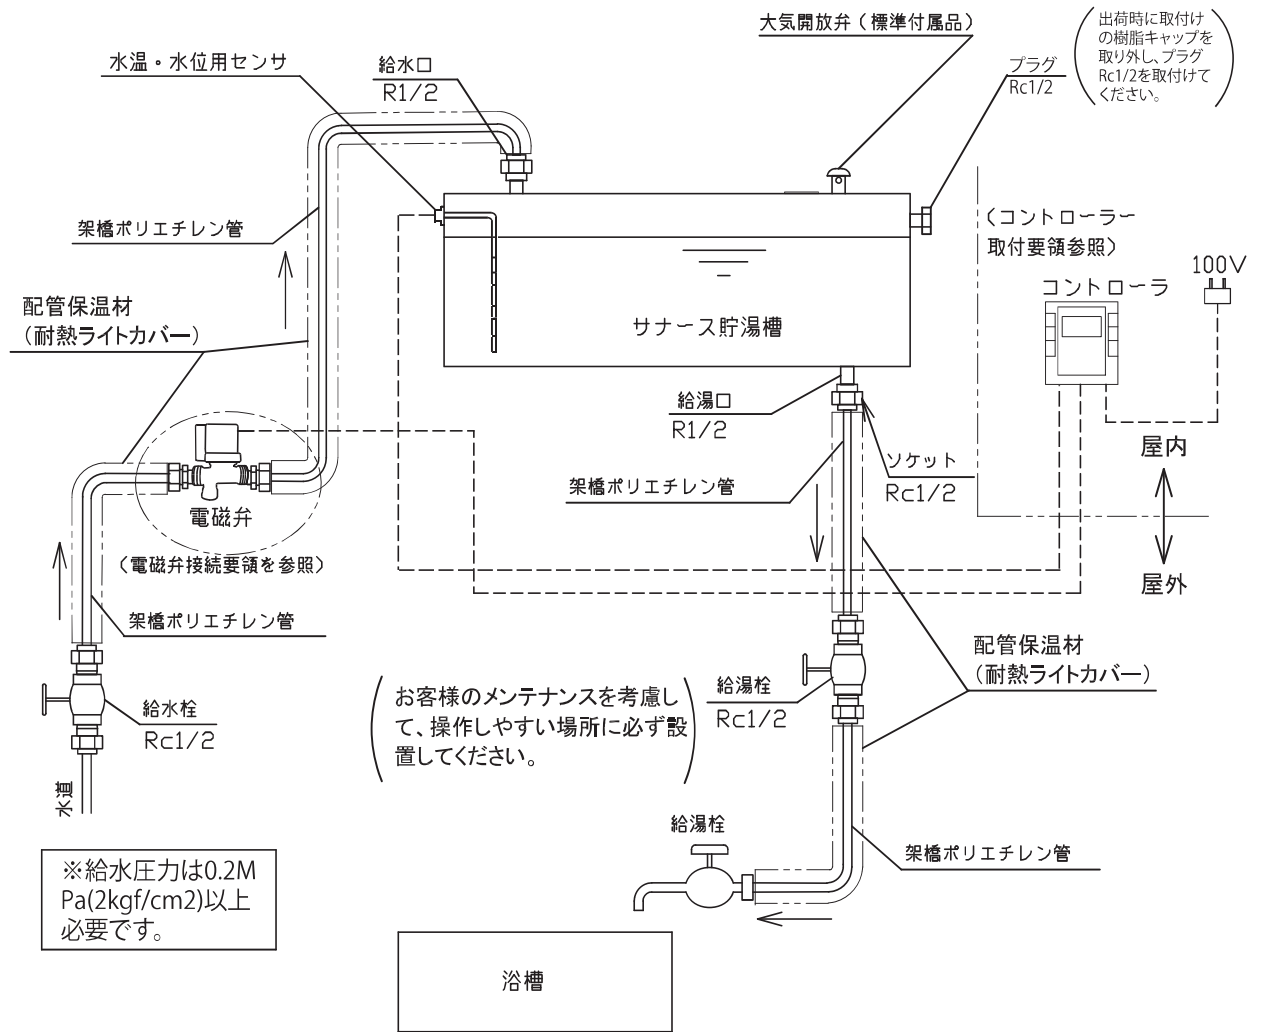 大気開放弁(標準付属品)
出荷時に取付け
の樹脂キャップを
取り外し、プラグ
Rc1/2を取付けて
ください。
水温・水位用センサ
給水口
R1/2
プラグ
Rc1/2
架橋ポリエチレン管
(コントローラー
取付要領参照)
100V
コントローラ
配管保温材
(耐熱ライトカバー)
サナース貯湯槽
給湯口
R1/2
屋内
ソケット
Rc1/2
架橋ポリエチレン管
電磁弁
(電磁弁接続要領を参照)
屋外
架橋ポリエチレン管
配管保温材
(耐熱ライトカバー)
給水栓
Rc1/2
お客様のメンテナンスを考慮し
て、操作しやすい場所に必ず設
置してください。
給湯栓
Rc1/2
水道
給湯栓
架橋ポリエチレン管
※給水圧力は0.2M
Pa(2kgf/cm2)以上
必要です。
浴槽